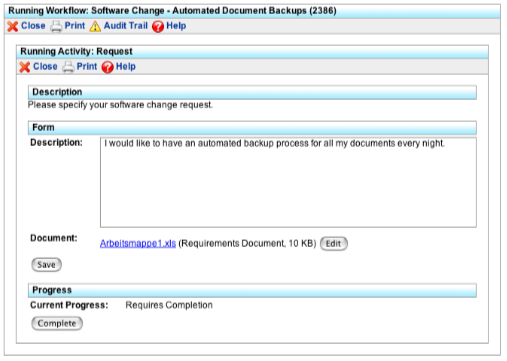 Running Workflow: Software Change - Automated Document Backups (2386)
Close Print Audit Trail Help
Running Activity: Request
Close Print Help
Description
Please specify your software change request.
Form
Description: I would like to have an automated backup process for all my documents every night.
Document: Arbeitsmappe1.xls (Requirements Document, 10 KB) Edit
Save
Progress
Current Progress: Requires Completion
Complete